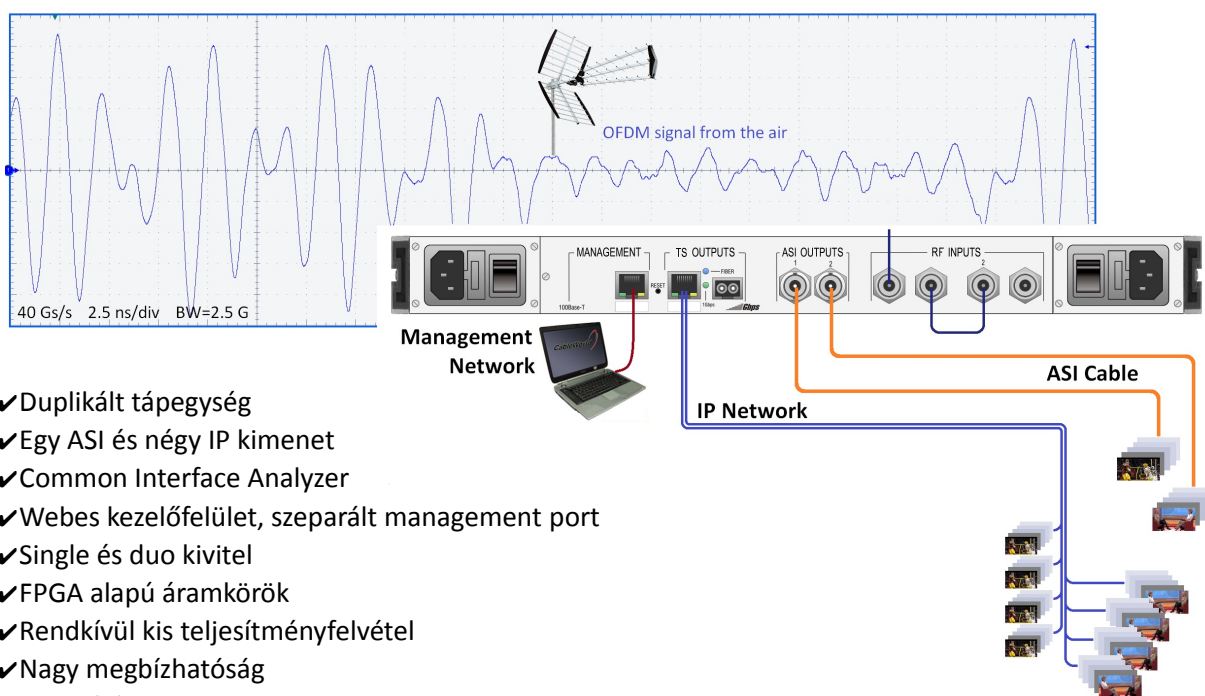 OFDM signal from the air
MANAGEMENT
TS OUTPUTS
ASI OUTPUTS
RF INPUTS
1
2
2
FIBER
RESET
1Gbps
100Base-T
Gbps
40 Gs/s 2.5 ns/div BW=2.5 G
Management
Network
CableWorld
ASI Cable
IP Network
✔Duplikált tápegység
✔Egy ASI és négy IP kimenet
✔Common Interface Analyzer
✔Webes kezelőfelület, szeparált management port
✔Single és duo kivitel
✔FPGA alapú áramkörök
✔Rendkívül kis teljesítményfelvétel
✔Nagy megbízhatóság